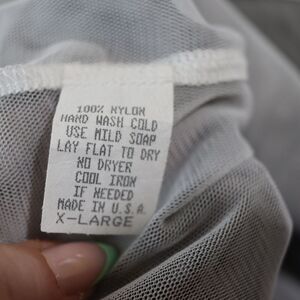 100% NYLON
HAND WASH COLD
USE MILD SOAP
LAY FLAT TO DRY
NO DRYER
COOL IRON
IF NEEDED
MADE IN U.S.A.
X-LARGE